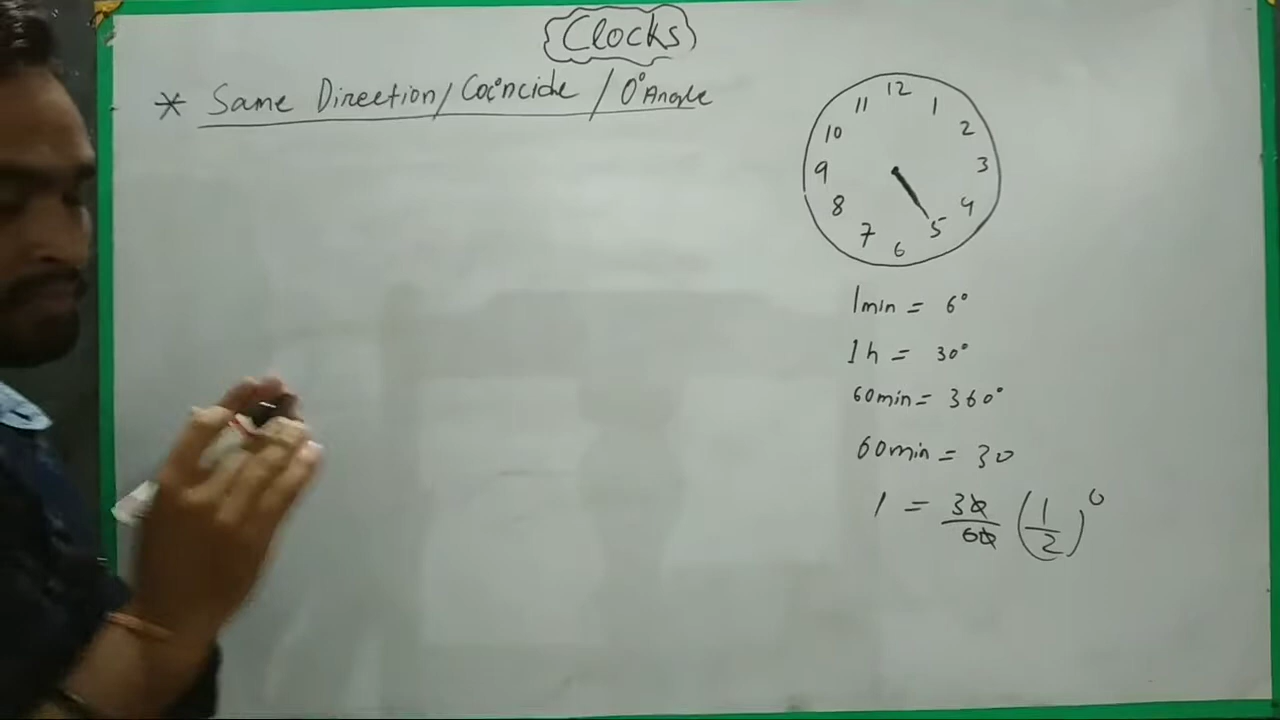 {Clocks}
* Same Direction/Coincide / 0° Angle
12
11 1
10 2
9 3
8 4
7 5
6
1min = 6°
1h = 30°
60min = 360°
60min = 30
1 = 30/60 (1/2)°